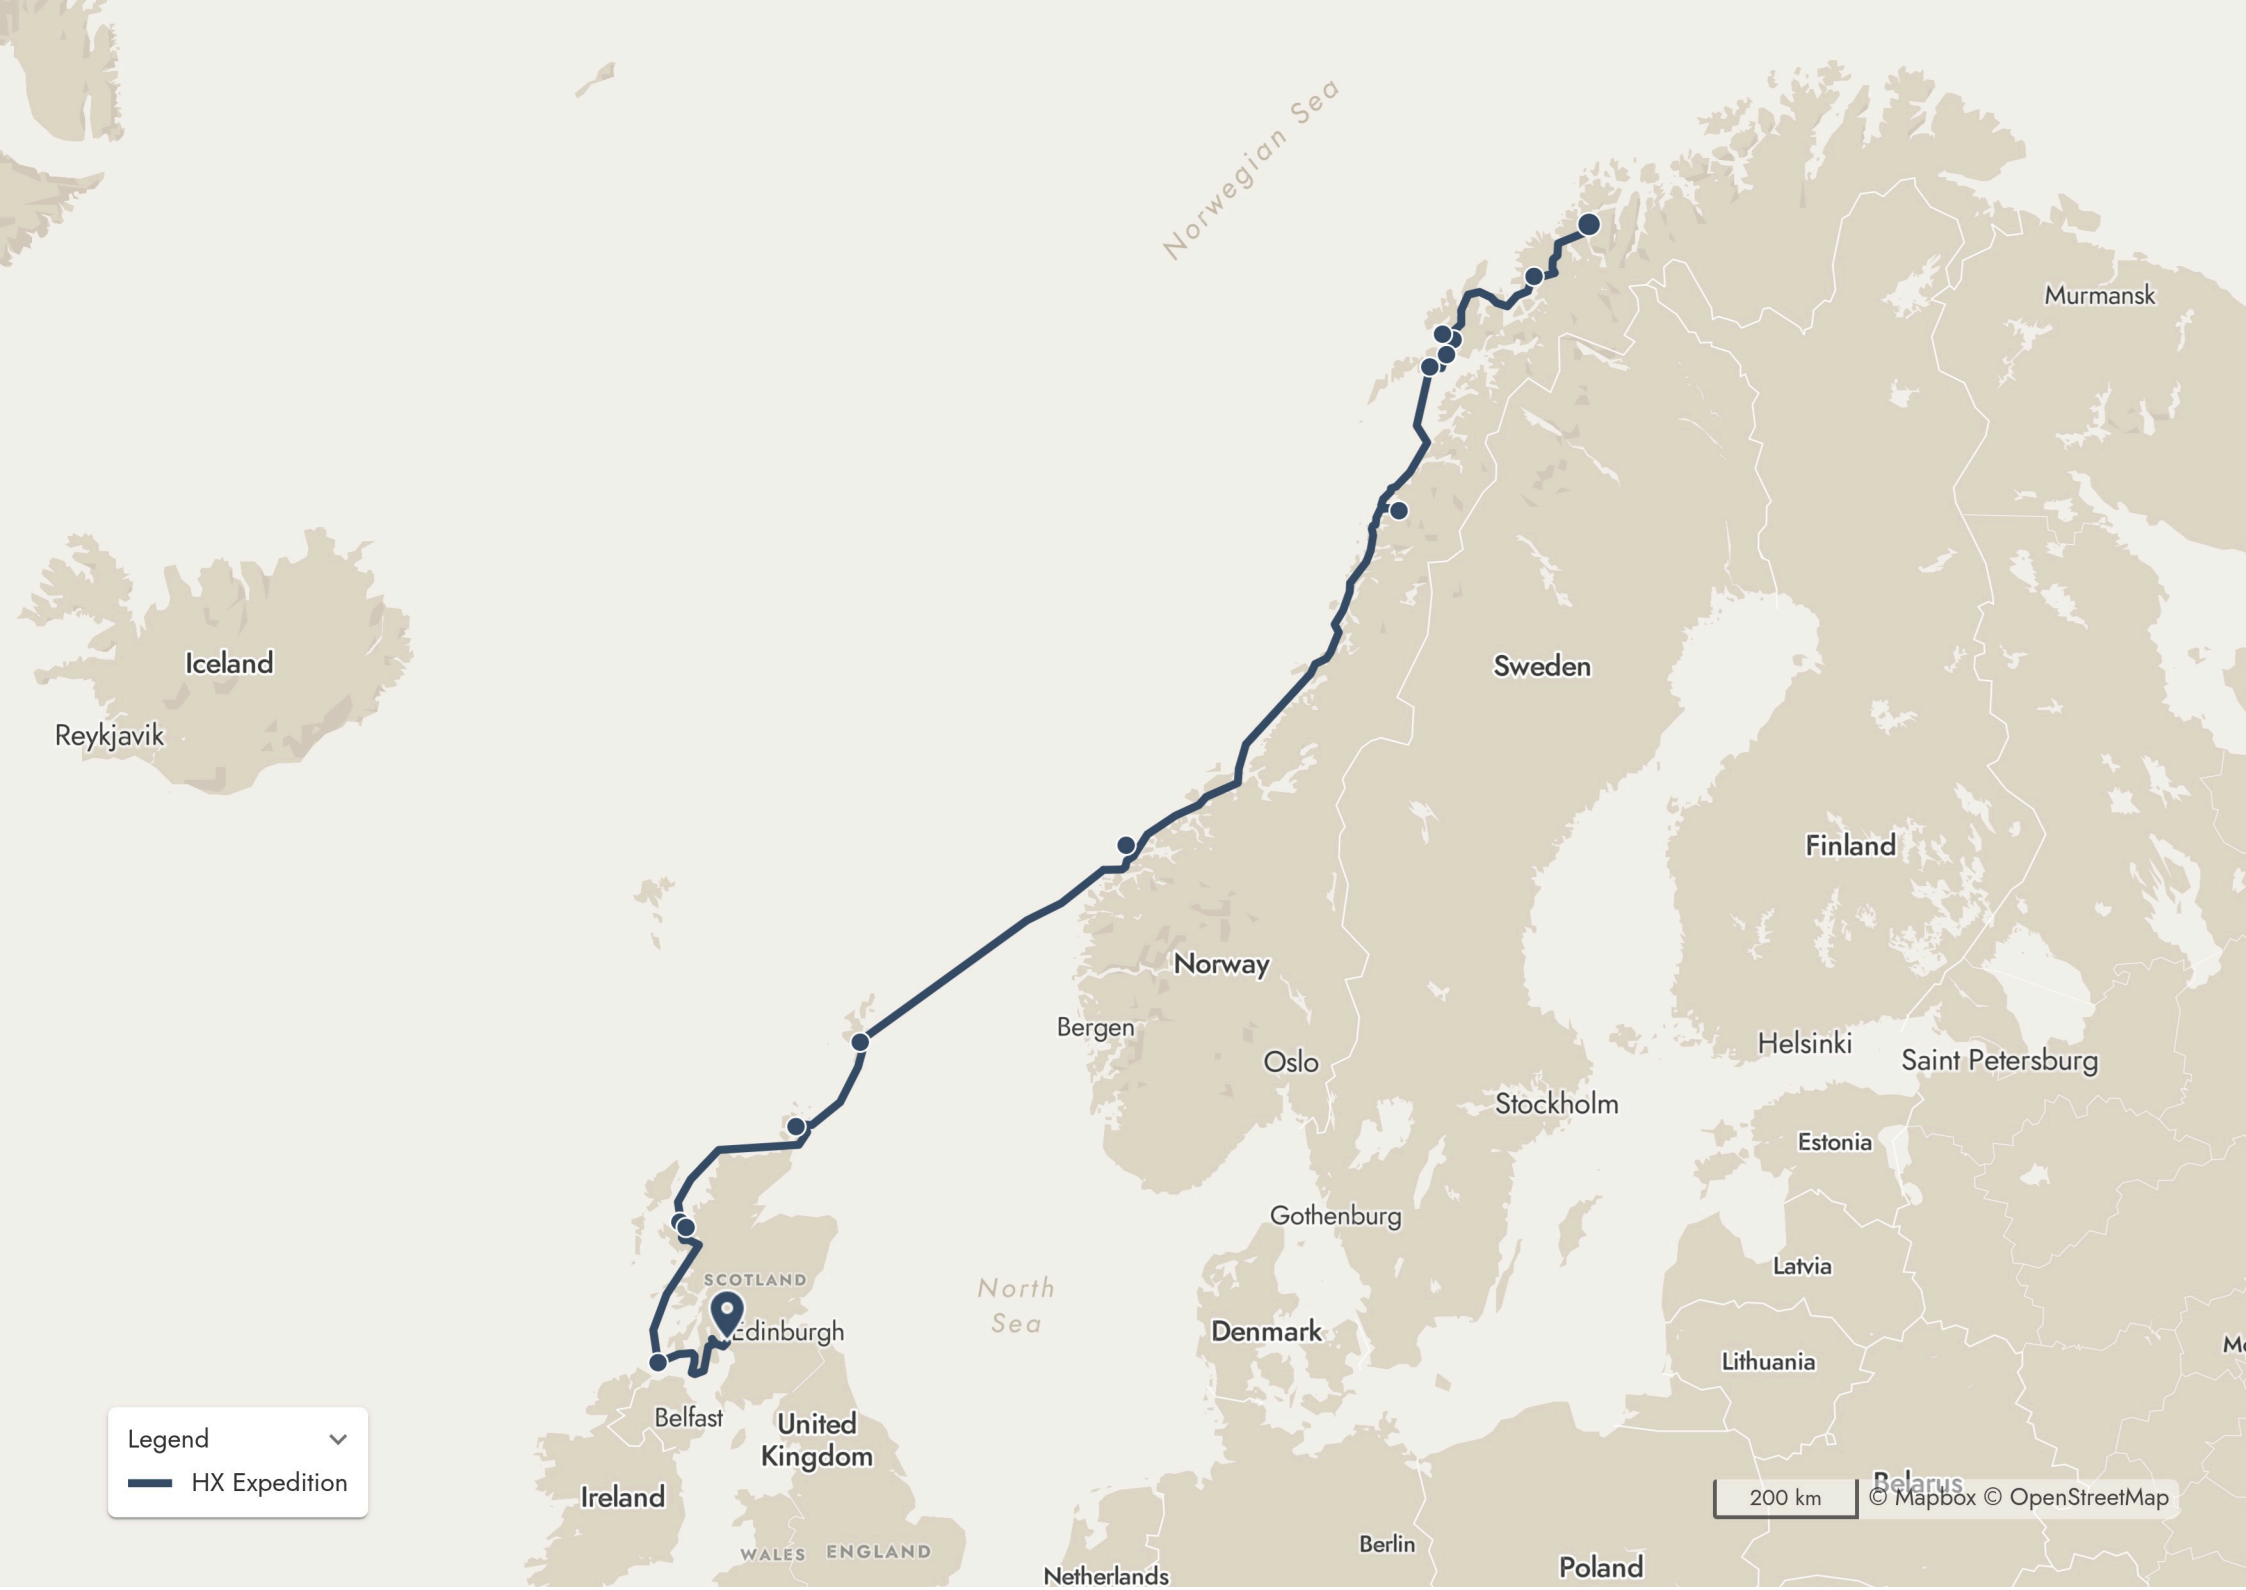 Norwegian Sea
Murmansk
Iceland
Sweden
Reykjavik
Finland
Norway
Bergen
Helsinki
Oslo
Saint Petersburg
Stockholm
Estonia
Gothenburg
Latvia
SCOTLAND
North
Sea
Edinburgh
Denmark
Lithuania
Belfast
United
Kingdom
Legend
HX Expedition
Ireland
Belarus
200 km
© Mapbox © OpenStreetMap
WALES
ENGLAND
Berlin
Netherlands
Poland